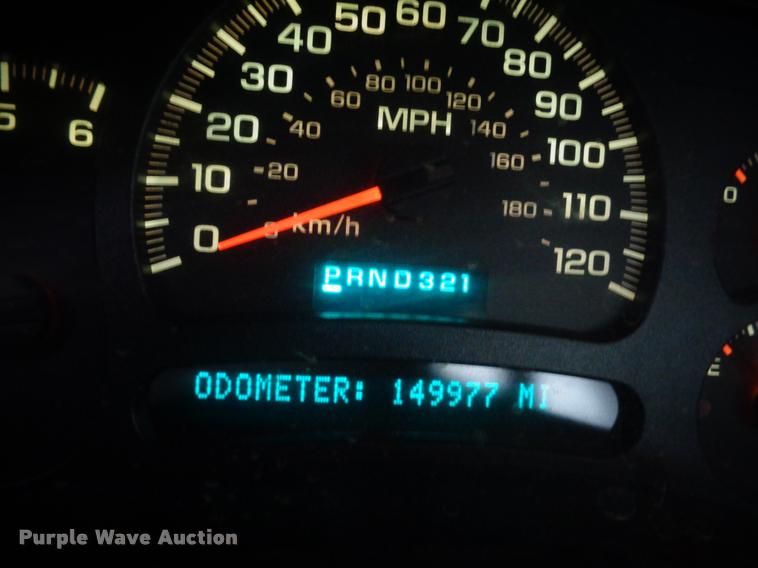 50 60 70
40 80
30 80 100 90
60 120
5 6 20 40 MPH 140 100
10 20 160
0 km/h 180 110
0
120
PRND321
ODOMETER: 149977 MI
E
Purple Wave Auction